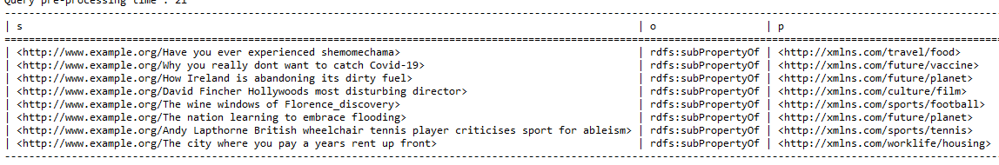 Query pre-processing time : 21
| s | o | p
| <http://www.example.org/Have you ever experienced shemomechama> | rdfs:subPropertyOf | <http://xmlns.com/travel/food>
| <http://www.example.org/Why you really dont want to catch Covid-19> | rdfs:subPropertyOf | <http://xmlns.com/future/vaccine>
| <http://www.example.org/How Ireland is abandoning its dirty fuel> | rdfs:subPropertyOf | <http://xmlns.com/future/planet>
| <http://www.example.org/David Fincher Hollywoods most disturbing director> | rdfs:subPropertyOf | <http://xmlns.com/culture/film>
| <http://www.example.org/The wine windows of Florence_discovery> | rdfs:subPropertyOf | <http://xmlns.com/sports/football>
| <http://www.example.org/The nation learning to embrace flooding> | rdfs:subPropertyOf | <http://xmlns.com/future/planet>
| <http://www.example.org/Andy Lapthorne British wheelchair tennis player criticises sport for ableism> | rdfs:subPropertyOf | <http://xmlns.com/sports/tennis>
| <http://www.example.org/The city where you pay a years rent up front> | rdfs:subPropertyOf | <http://xmlns.com/worklife/housing>